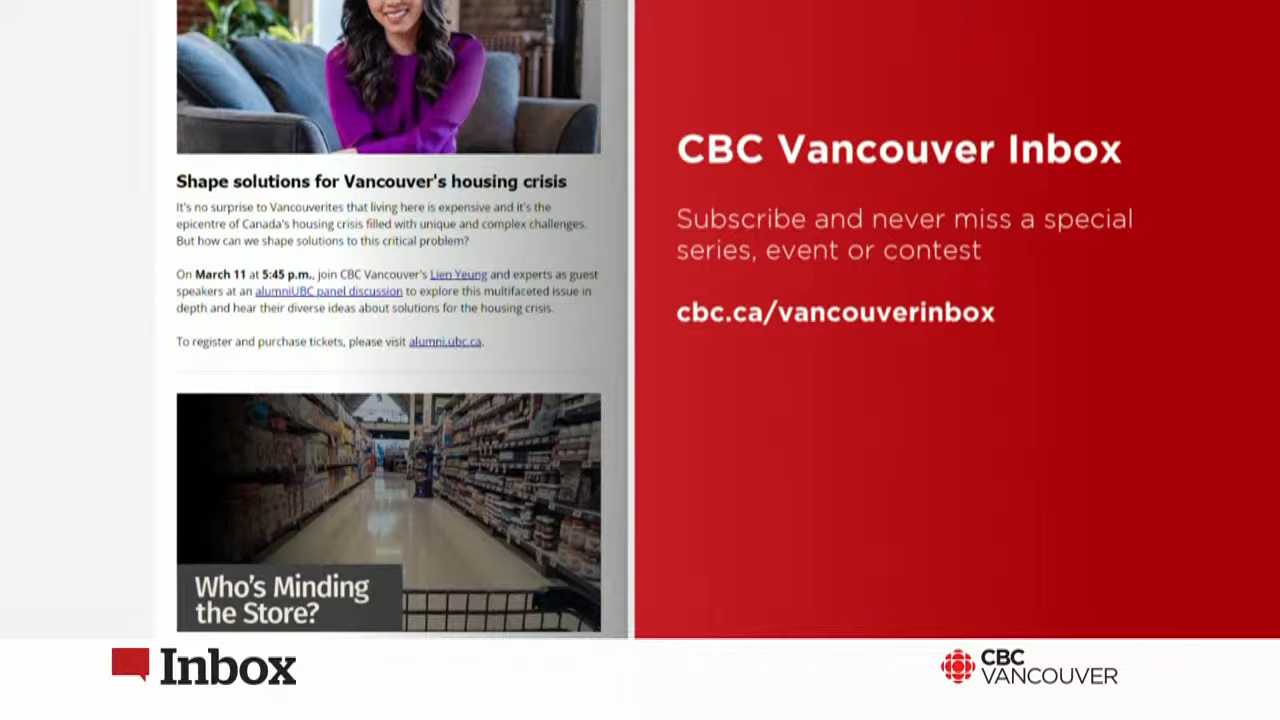 Shape solutions for Vancouver's housing crisis
It's no surprise to Vancouverites that living here is expensive and it's the
epicentre of Canada's housing crisis filled with unique and complex challenges.
But how can we shape solutions to this critical problem?
On March 11 at 5:45 p.m., join CBC Vancouver's Lien Yeung and experts as guest
speakers at an alumniUBC panel discussion to explore this multifaceted issue in
depth and hear their diverse ideas about solutions for the housing crisis.
To register and purchase tickets, please visit alumni.ubc.ca.
Who's Minding
the Store?
CBC Vancouver Inbox
Subscribe and never miss a special
series, event or contest
cbc.ca/vancouverinbox
Inbox
CBC
VANCOUVER